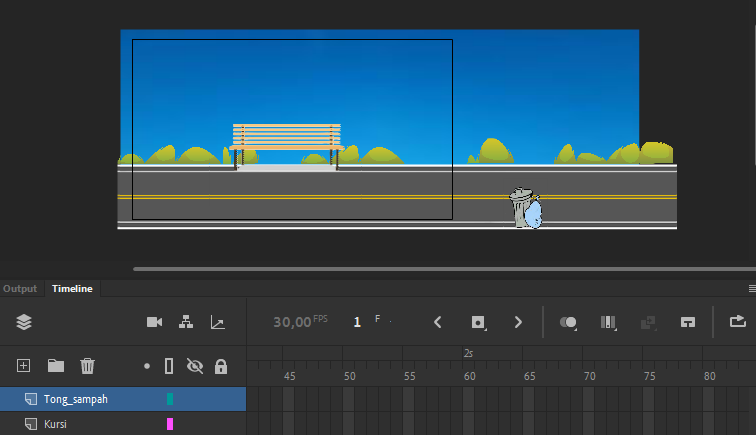 Output Timeline
30,00 FPS 1 F
2s
45 50 55 60 65 70 75 80
Tong_sampah
Kursi